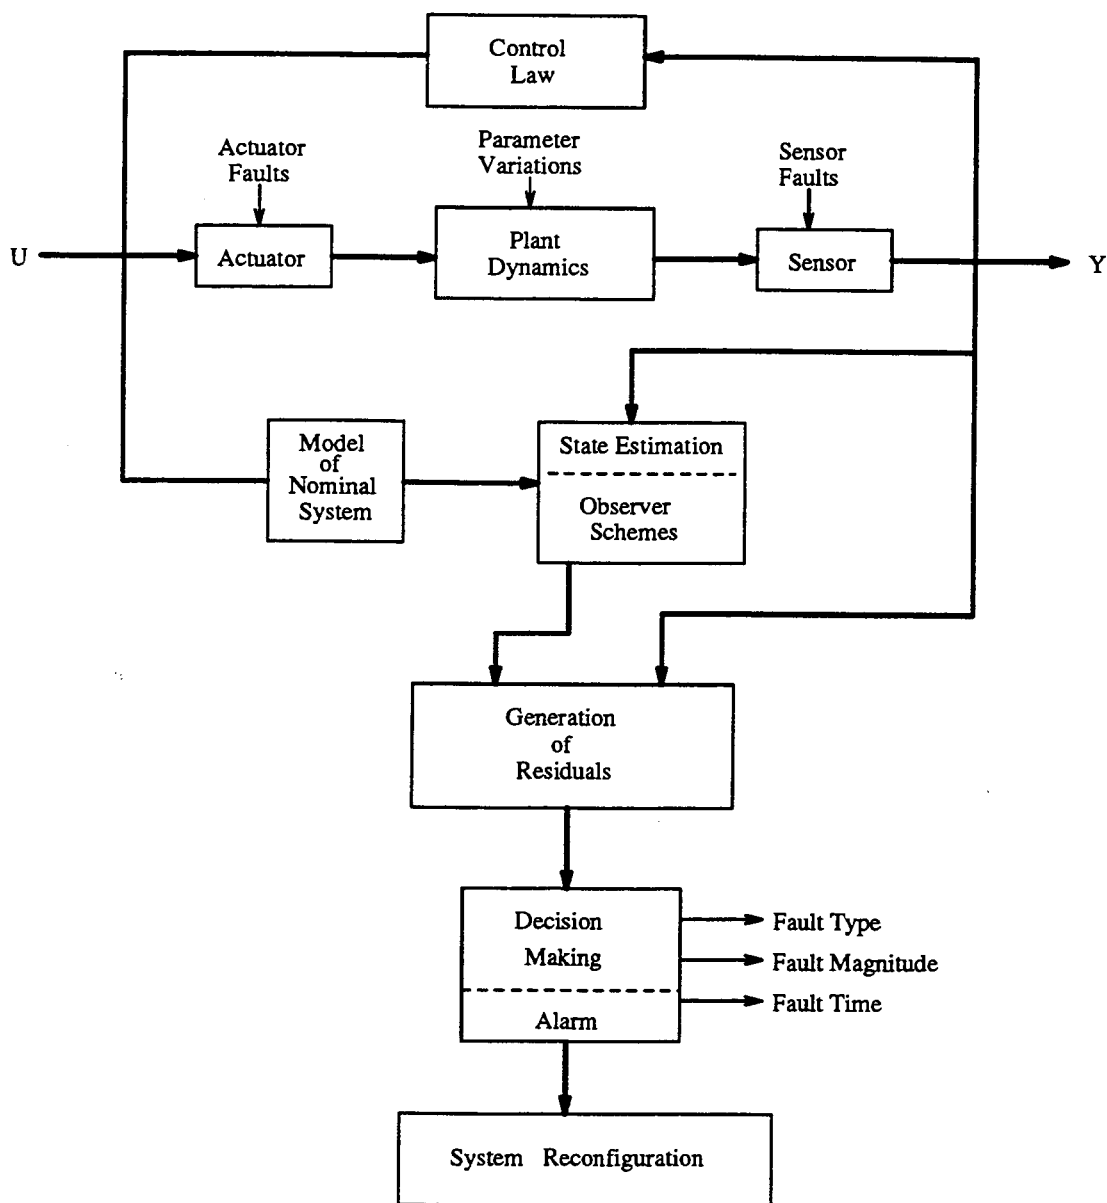 Control
Law
Actuator
Faults
Parameter
Variations
Sensor
Faults
U
Actuator
Plant
Dynamics
Sensor
Y
Model
of
Nominal
System
State Estimation
Observer
Schemes
Generation
of
Residuals
Decision
Making
Alarm
Fault Type
Fault Magnitude
Fault Time
System Reconfiguration